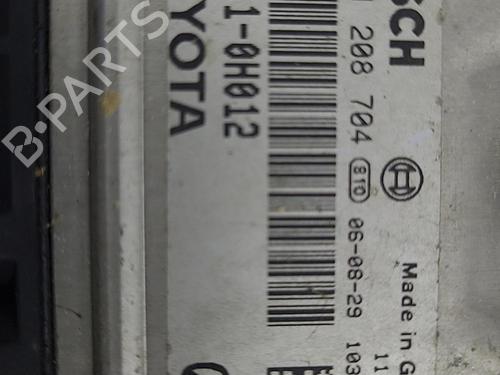 SCH
208 704
810 06-08-29 103
Made in G
11
1-0H012
YOTA
B-PARTS